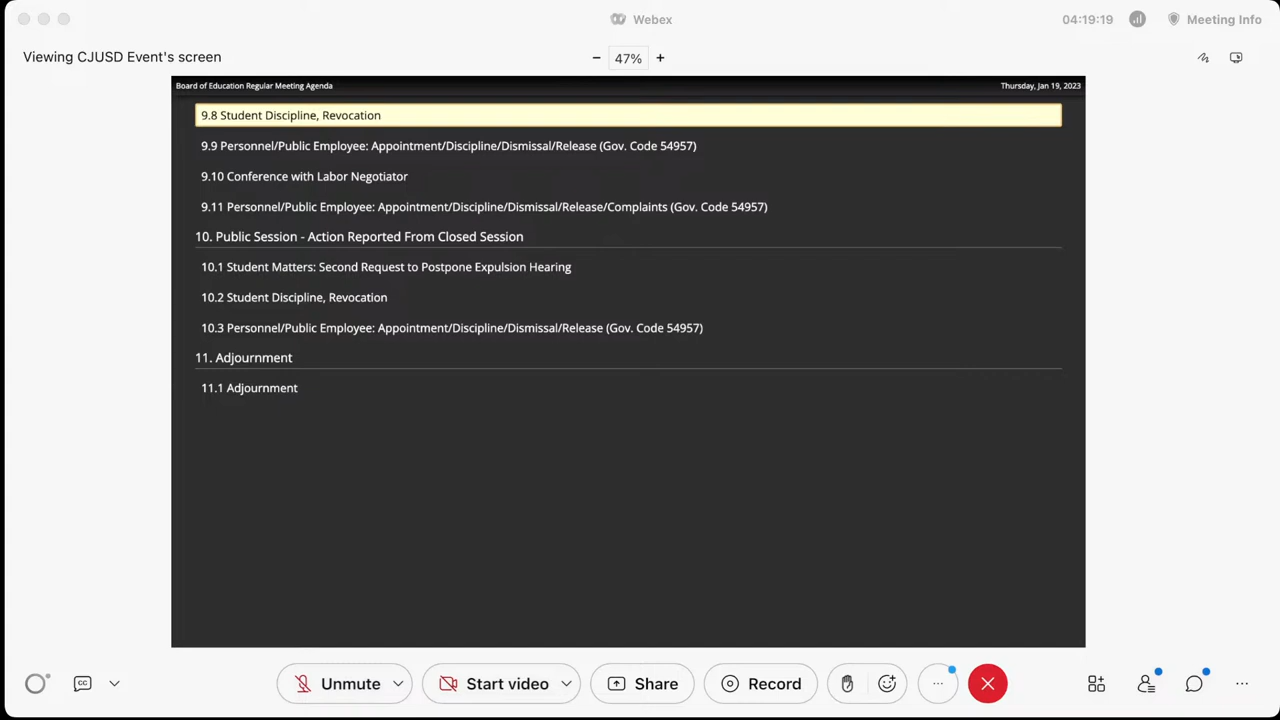 Webex
04:19:19
Meeting Info
Viewing CJUSD Event's screen
47%
Board of Education Regular Meeting Agenda
Thursday, Jan 19, 2023
9.8 Student Discipline, Revocation
9.9 Personnel/Public Employee: Appointment/Discipline/Dismissal/Release (Gov. Code 54957)
9.10 Conference with Labor Negotiator
9.11 Personnel/Public Employee: Appointment/Discipline/Dismissal/Release/Complaints (Gov. Code 54957)
10. Public Session - Action Reported From Closed Session
10.1 Student Matters: Second Request to Postpone Expulsion Hearing
10.2 Student Discipline, Revocation
10.3 Personnel/Public Employee: Appointment/Discipline/Dismissal/Release (Gov. Code 54957)
11. Adjournment
11.1 Adjournment
CC
Unmute
Start video
Share
Record